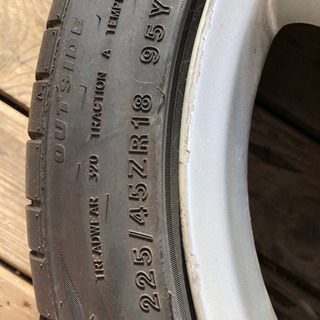 OUTSIDE
TREADWEAR 320 TRACTION A TEMP
225/45ZR18 95Y